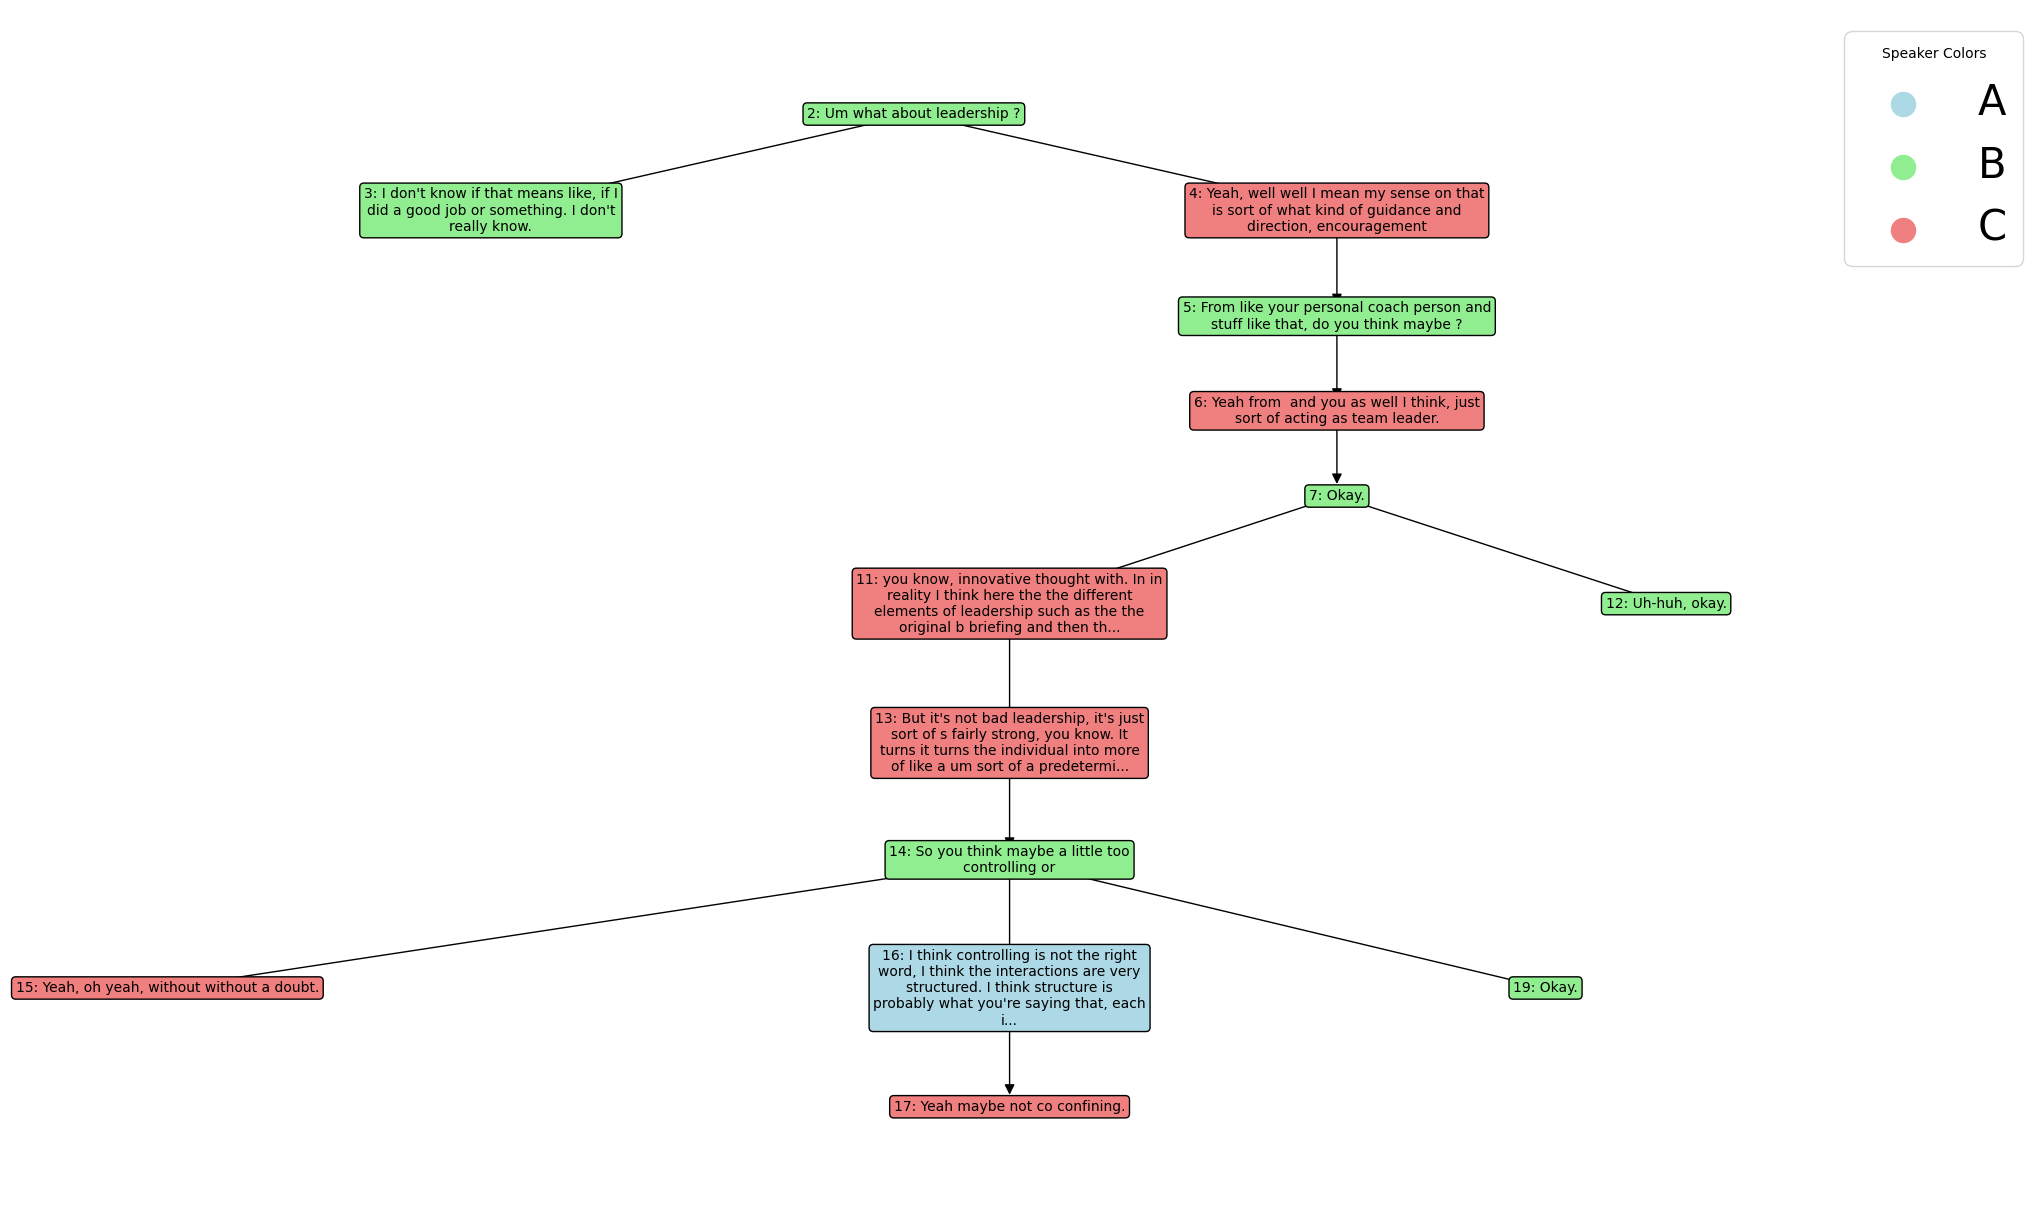 Speaker Colors
A
B
C
2: Um what about leadership ?
3: I don't know if that means like, if I
did a good job or something. I don't
really know.
4: Yeah, well well I mean my sense on that
is sort of what kind of guidance and
direction, encouragement
5: From like your personal coach person and
stuff like that, do you think maybe ?
6: Yeah from  and you as well I think, just
sort of acting as team leader.
7: Okay.
11: you know, innovative thought with. In in
reality I think here the the different
elements of leadership such as the the
original b briefing and then th...
12: Uh-huh, okay.
13: But it's not bad leadership, it's just
sort of s fairly strong, you know. It
turns it turns the individual into more
of like a um sort of a predetermi...
14: So you think maybe a little too
controlling or
15: Yeah, oh yeah, without without a doubt.
16: I think controlling is not the right
word, I think the interactions are very
structured. I think structure is
probably what you're saying that, each
i...
19: Okay.
17: Yeah maybe not co confining.